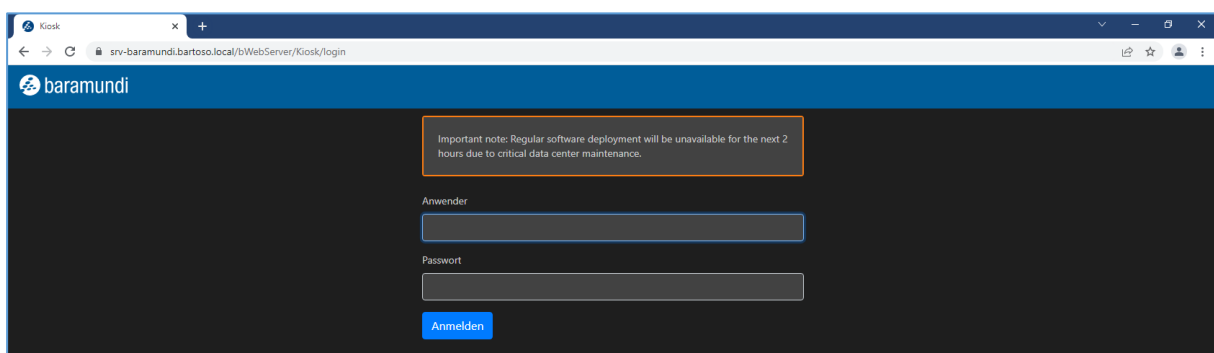 Kiosk
srv-baramundi.bartoso.local/bWebServer/Kiosk/login
baramundi
Important note: Regular software deployment will be unavailable for the next 2
hours due to critical data center maintenance.
Anwender
Passwort
Anmelden